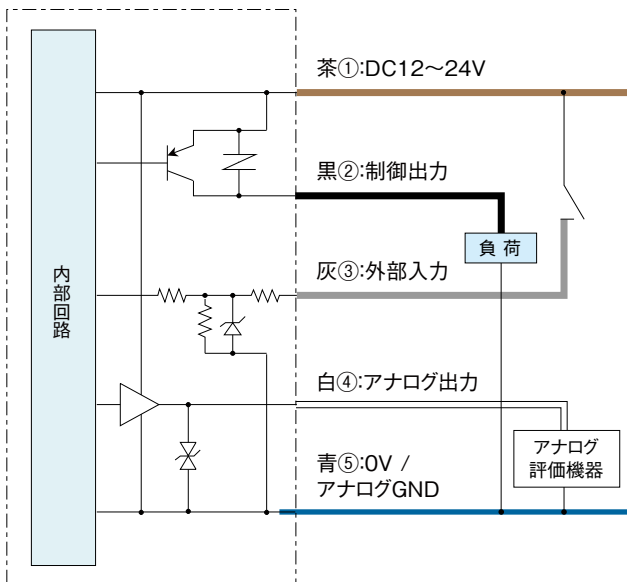 茶①:DC12～24V
黒②:制御出力
負 荷
灰③:外部入力
内部回路
白④:アナログ出力
アナログ
評価機器
青⑤:0V /
アナログGND